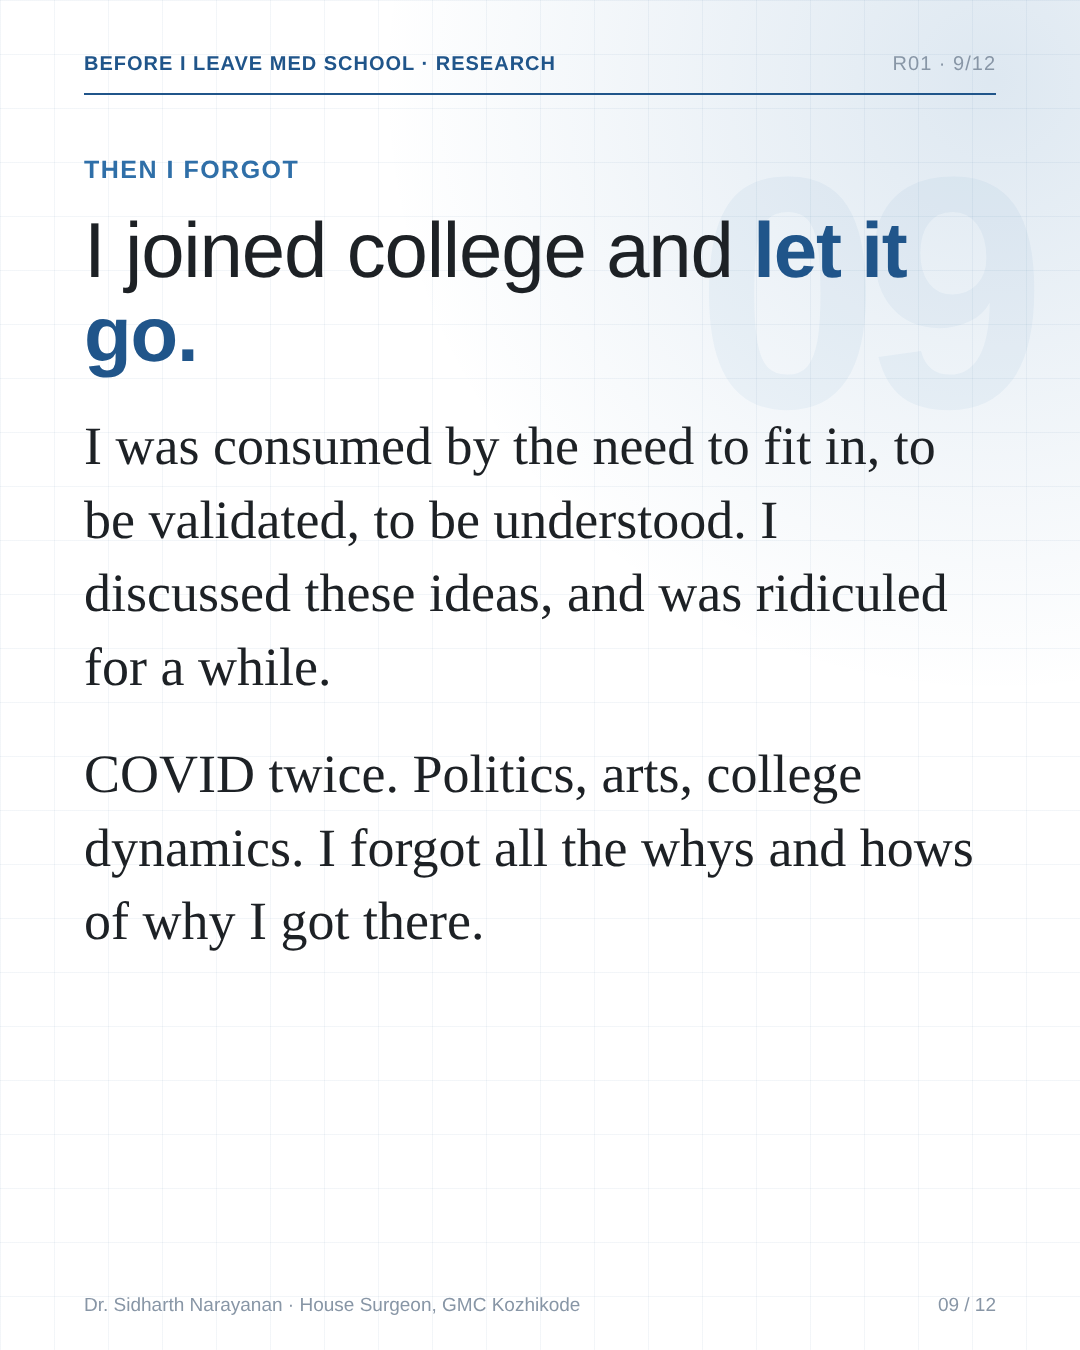 BEFORE I LEAVE MED SCHOOL · RESEARCH
R01 · 9/12
THEN I FORGOT
09
I joined college and let it
go.
I was consumed by the need to fit in, to
be validated, to be understood. I
discussed these ideas, and was ridiculed
for a while.
COVID twice. Politics, arts, college
dynamics. I forgot all the whys and hows
of why I got there.
Dr. Sidharth Narayanan · House Surgeon, GMC Kozhikode
09 / 12